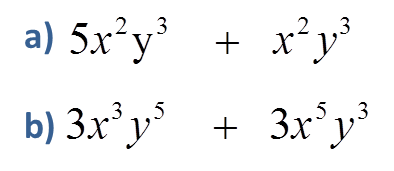 a) 5x²y³ + x²y³
b) 3x³y⁵ + 3x⁵y³